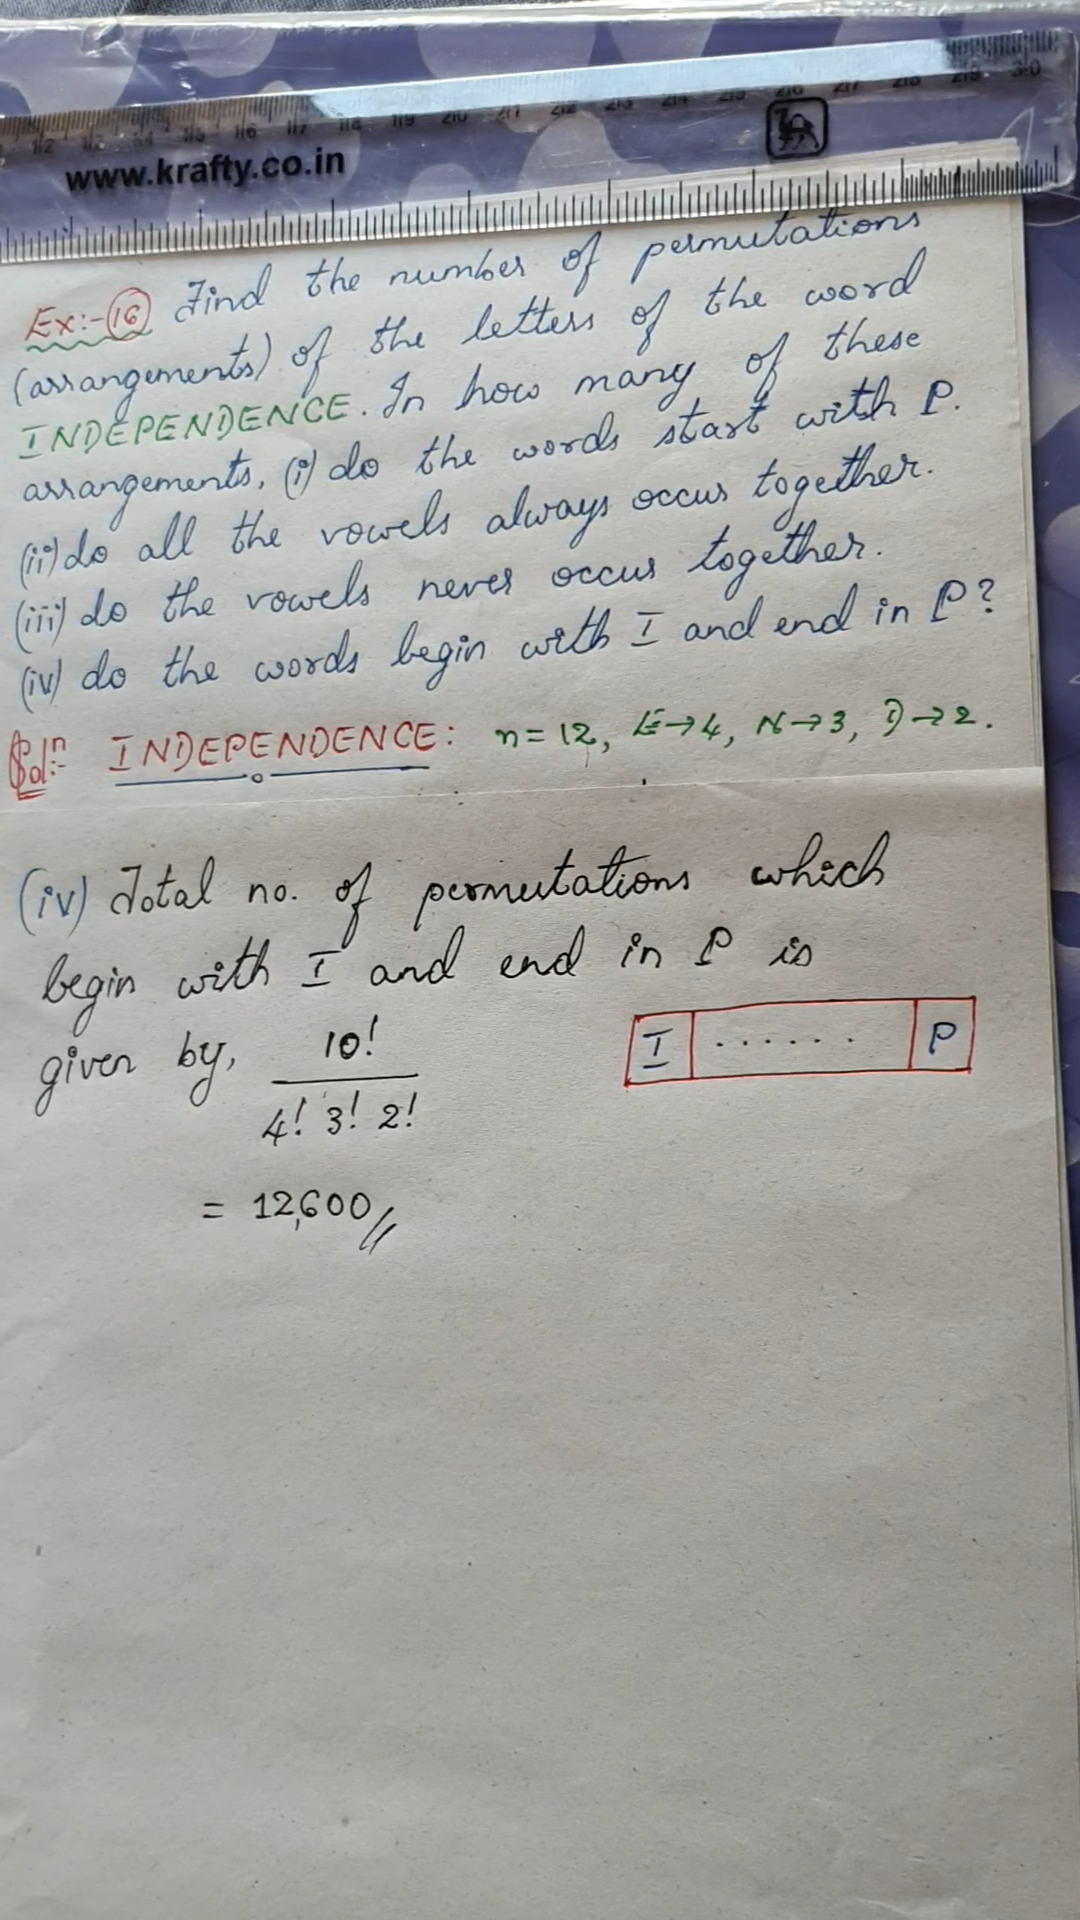 www.krafty.co.in
Ex:-(16) Find the number of permutations
(arrangements) of the letters of the word
INDEPENDENCE. In how many of these
arrangements, (i) do the words start with P.
(ii) do all the vowels always occur together.
(iii) do the vowels never occur together.
(iv) do the words begin with I and end in P?
Solⁿ:- INDEPENDENCE: n=12, E→4, N→3, D→2.
(iv) Total no. of permutations which
begin with I and end in P is
given by, 10! I ...... P
4! 3! 2!
= 12,600//